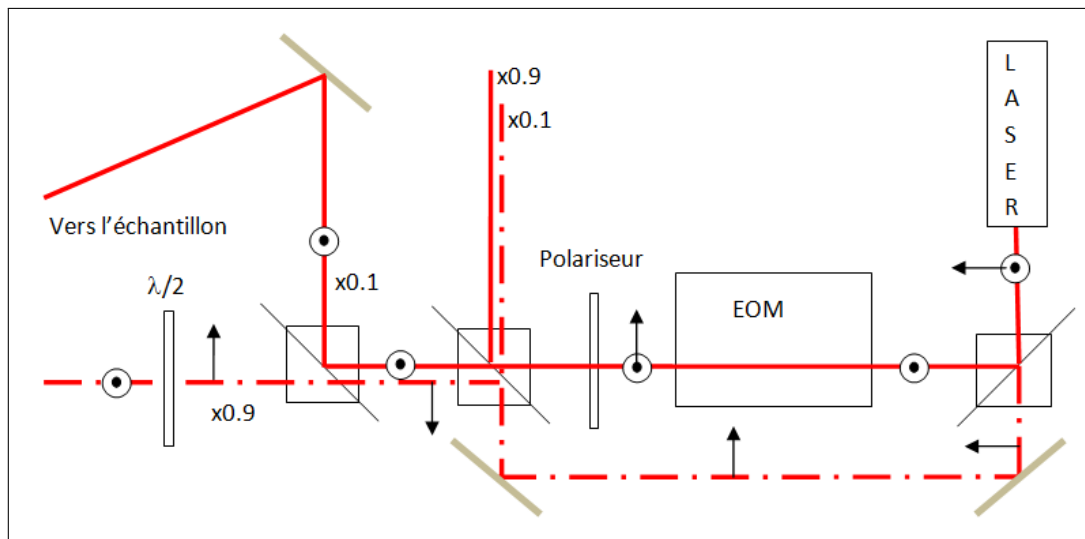 x0.9
x0.1
L
A
S
E
R
Vers l'échantillon
Polariseur
x0.1
λ/2
EOM
x0.9